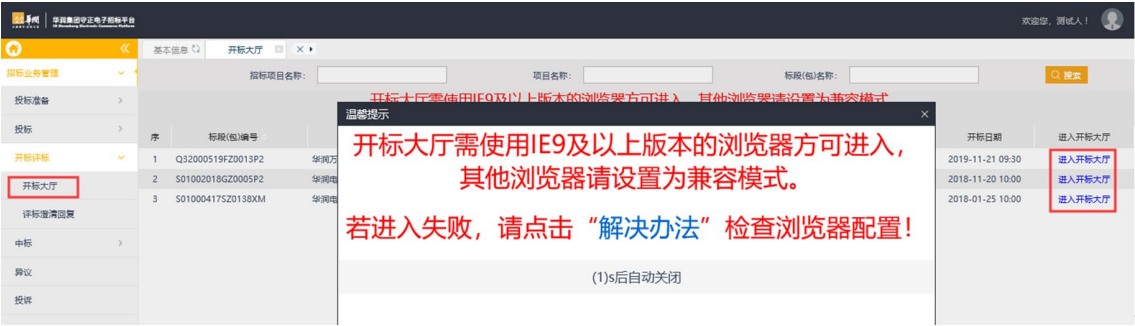 华润集团守正电子招标平台
欢迎您，测试人！
基本信息
开标大厅
招标业务管理
招标项目名称：
项目名称：
标段(包)名称：
搜索
投标准备
投标
开标评标
开标大厅
评标澄清回复
中标
异议
投诉
开标大厅需使用IE9及以上版本的浏览器方可进入，其他浏览器请设置为兼容模式
温馨提示
开标大厅需使用IE9及以上版本的浏览器方可进入，
其他浏览器请设置为兼容模式。
若进入失败，请点击“解决办法”检查浏览器配置！
(1)s后自动关闭
序 标段(包)编号 开标日期 进入开标大厅
1 Q32000519FZ0013P2 华润万 2019-11-21 09:30 进入开标大厅
2 S01002018GZ0005P2 华润电 2018-11-20 10:00 进入开标大厅
3 S01000417SZ0138XM 华润电 2018-01-25 10:00 进入开标大厅